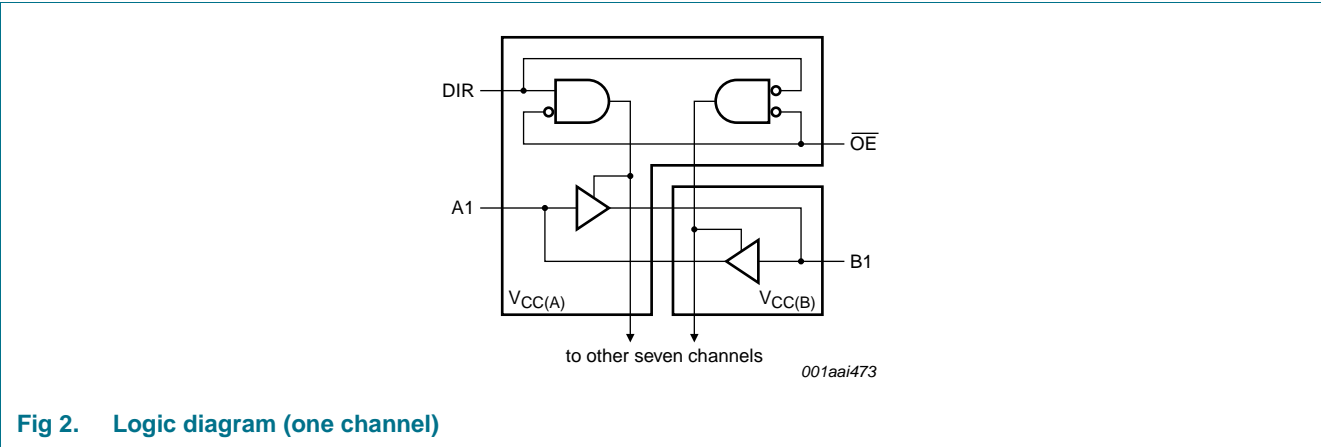 DIR
OE
A1
B1
VCC(A)
VCC(B)
to other seven channels
001aai473
Fig 2. Logic diagram (one channel)